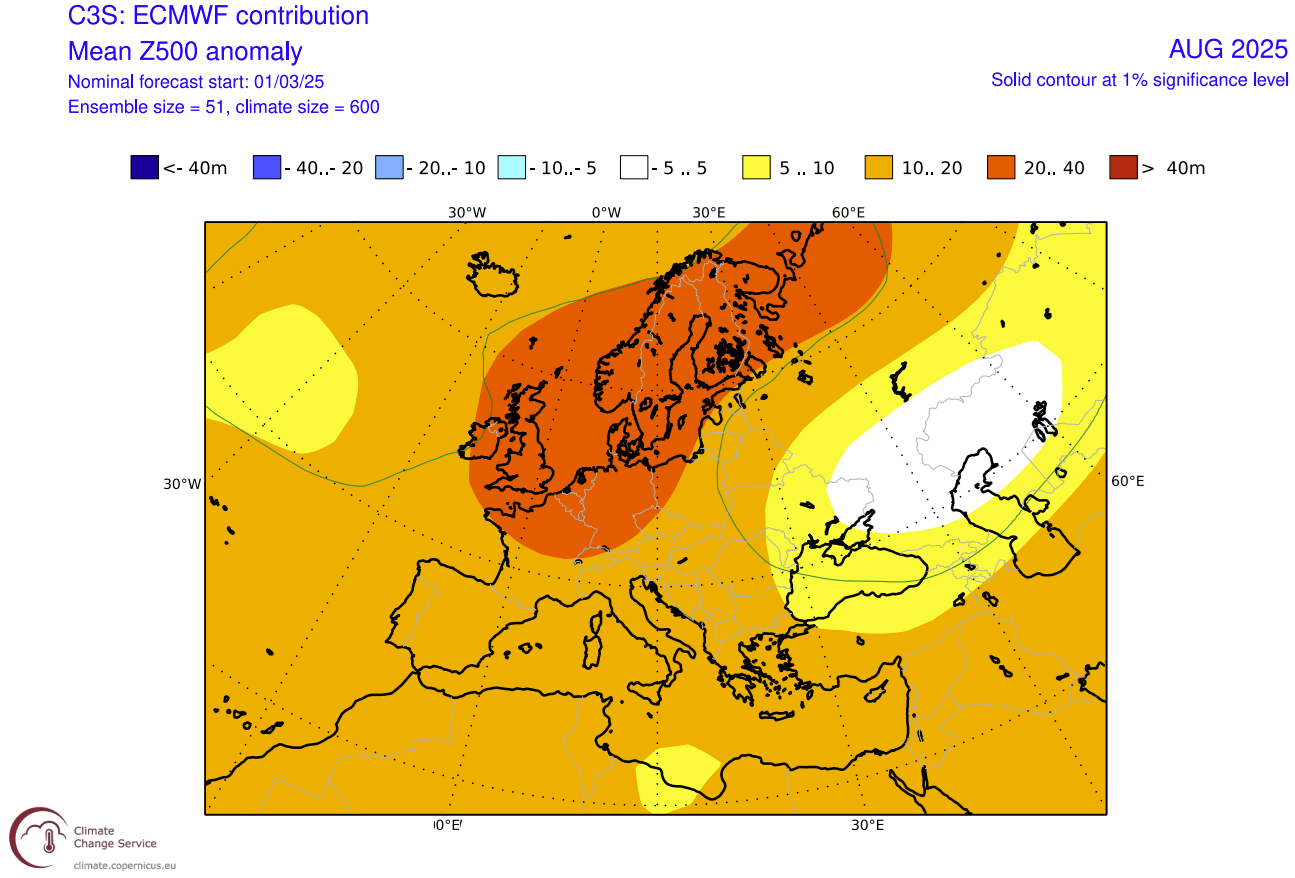 C3S: ECMWF contribution
Mean Z500 anomaly
AUG 2025
Nominal forecast start: 01/03/25
Solid contour at 1% significance level
Ensemble size = 51, climate size = 600
<- 40m
- 40..- 20
- 20..- 10
- 10..- 5
- 5 .. 5
5 .. 10
10.. 20
20.. 40
> 40m
30°W
0°W
30°E
60°E
30°W
60°E
0°E
30°E
Climate
Change Service
climate.copernicus.eu